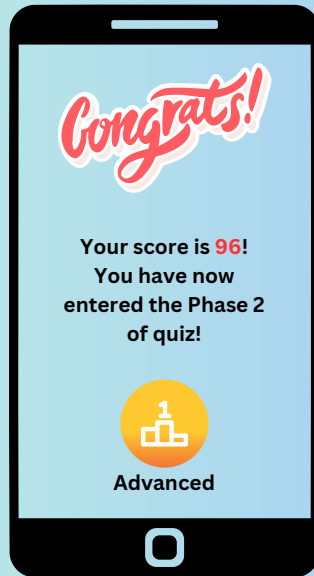 Congrats!
Your score is 96!
You have now
entered the Phase 2
of quiz!
1
Advanced